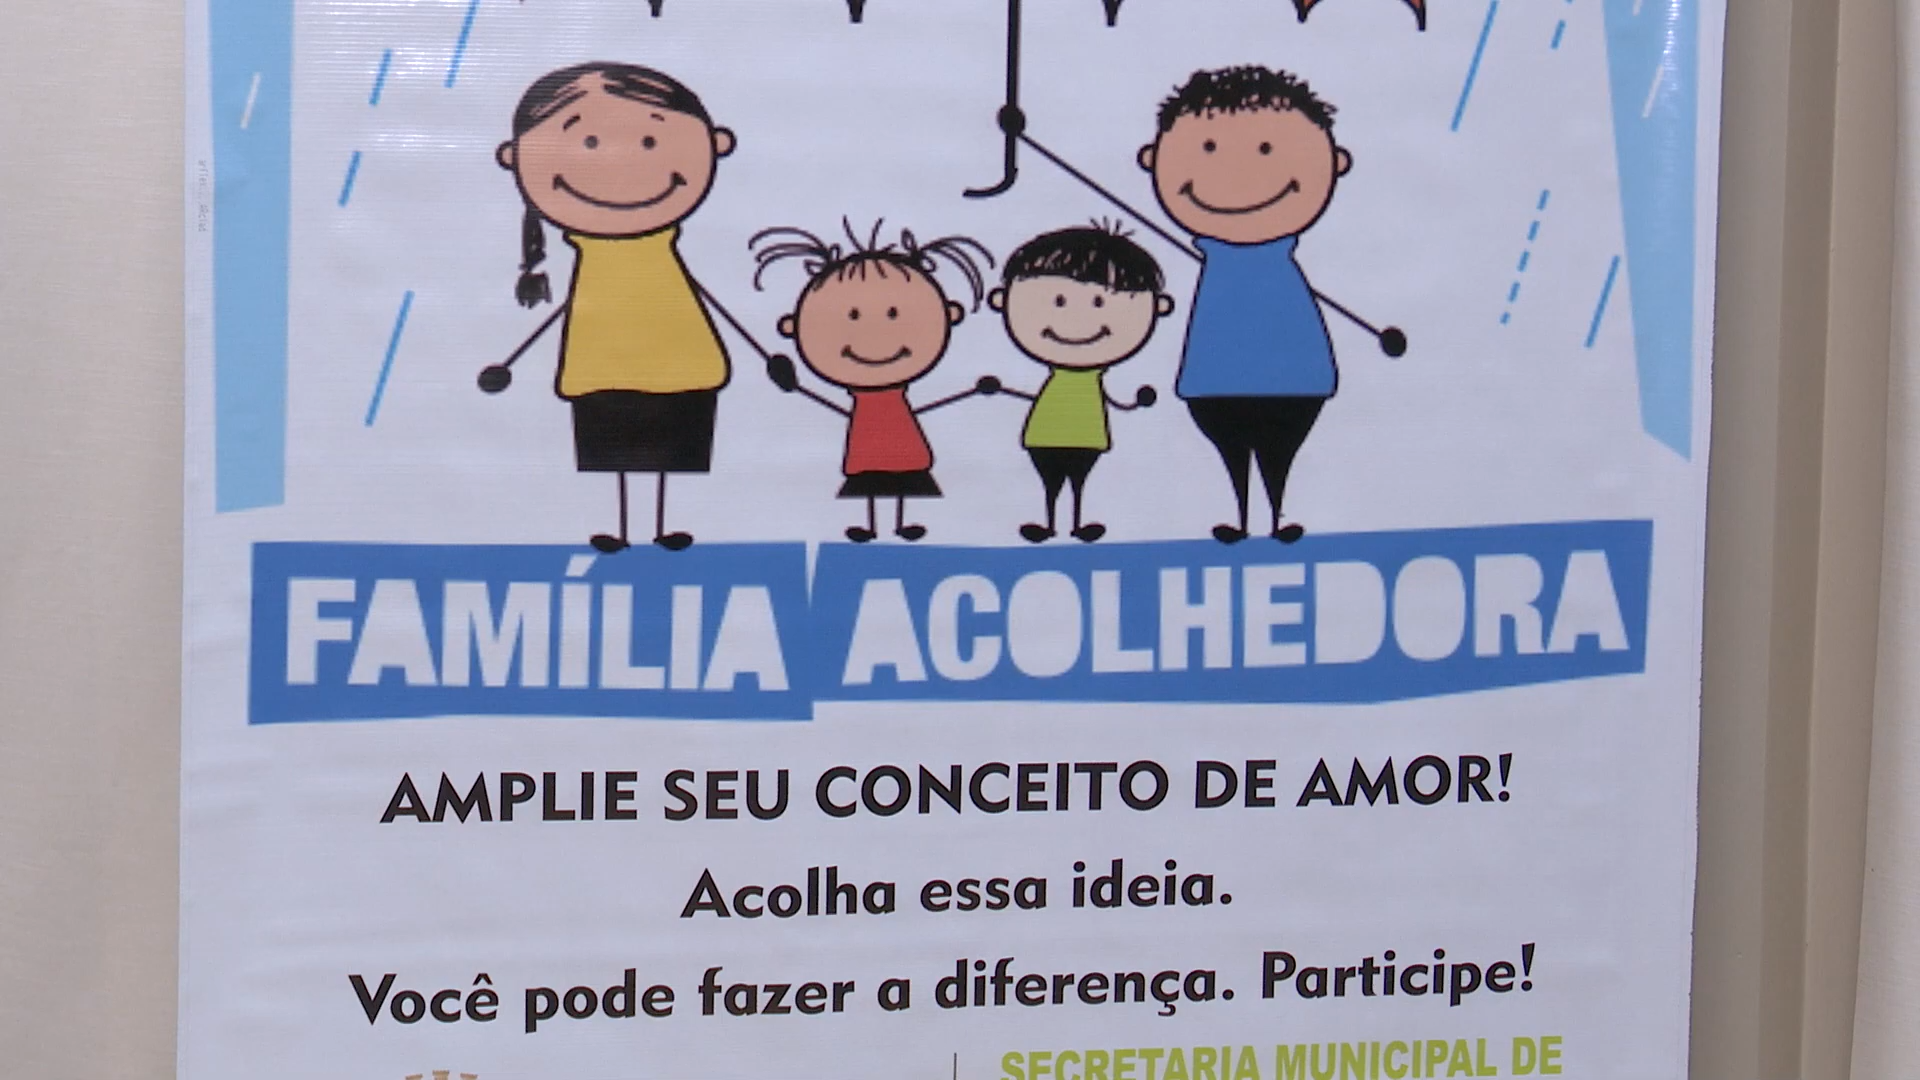 FAMÍLIA ACOLHEDORA
AMPLIE SEU CONCEITO DE AMOR!
Acolha essa ideia.
Você pode fazer a diferença. Participe!
SECRETARIA MUNICIPAL DE